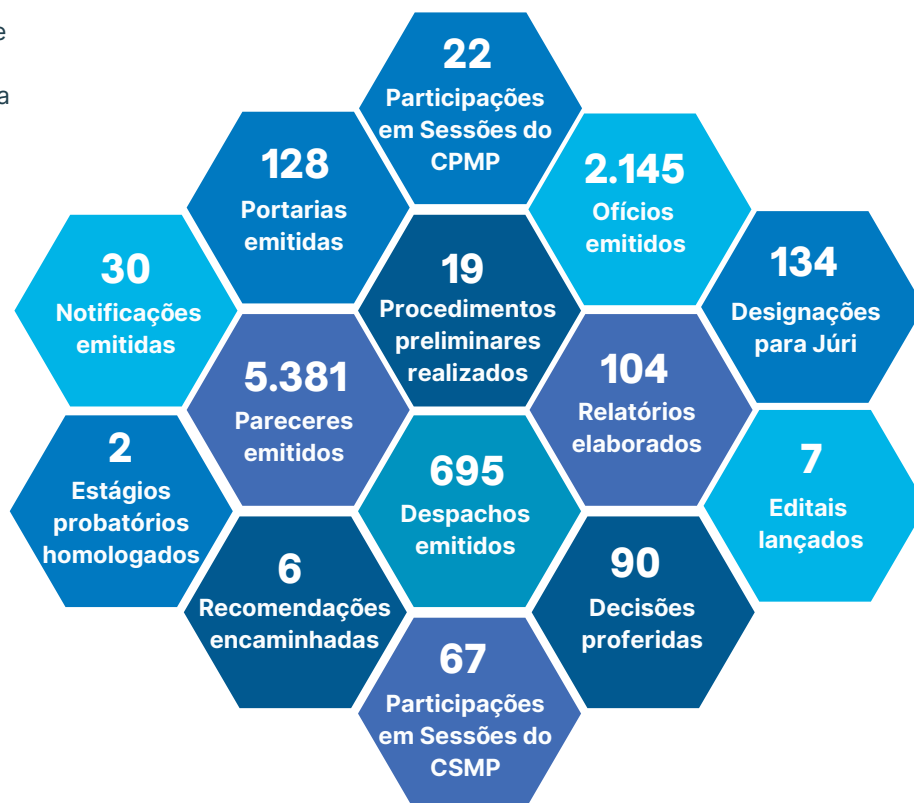 e
a
22
Participações
em Sessões do
CPMP
128
Portarias
emitidas
2.145
Ofícios
emitidos
30
Notificações
emitidas
19
Procedimentos
preliminares
realizados
134
Designações
para Júri
5.381
Pareceres
emitidos
104
Relatórios
elaborados
2
Estágios
probatórios
homologados
695
Despachos
emitidos
7
Editais
lançados
6
Recomendações
encaminhadas
90
Decisões
proferidas
67
Participações
em Sessões do
CSMP